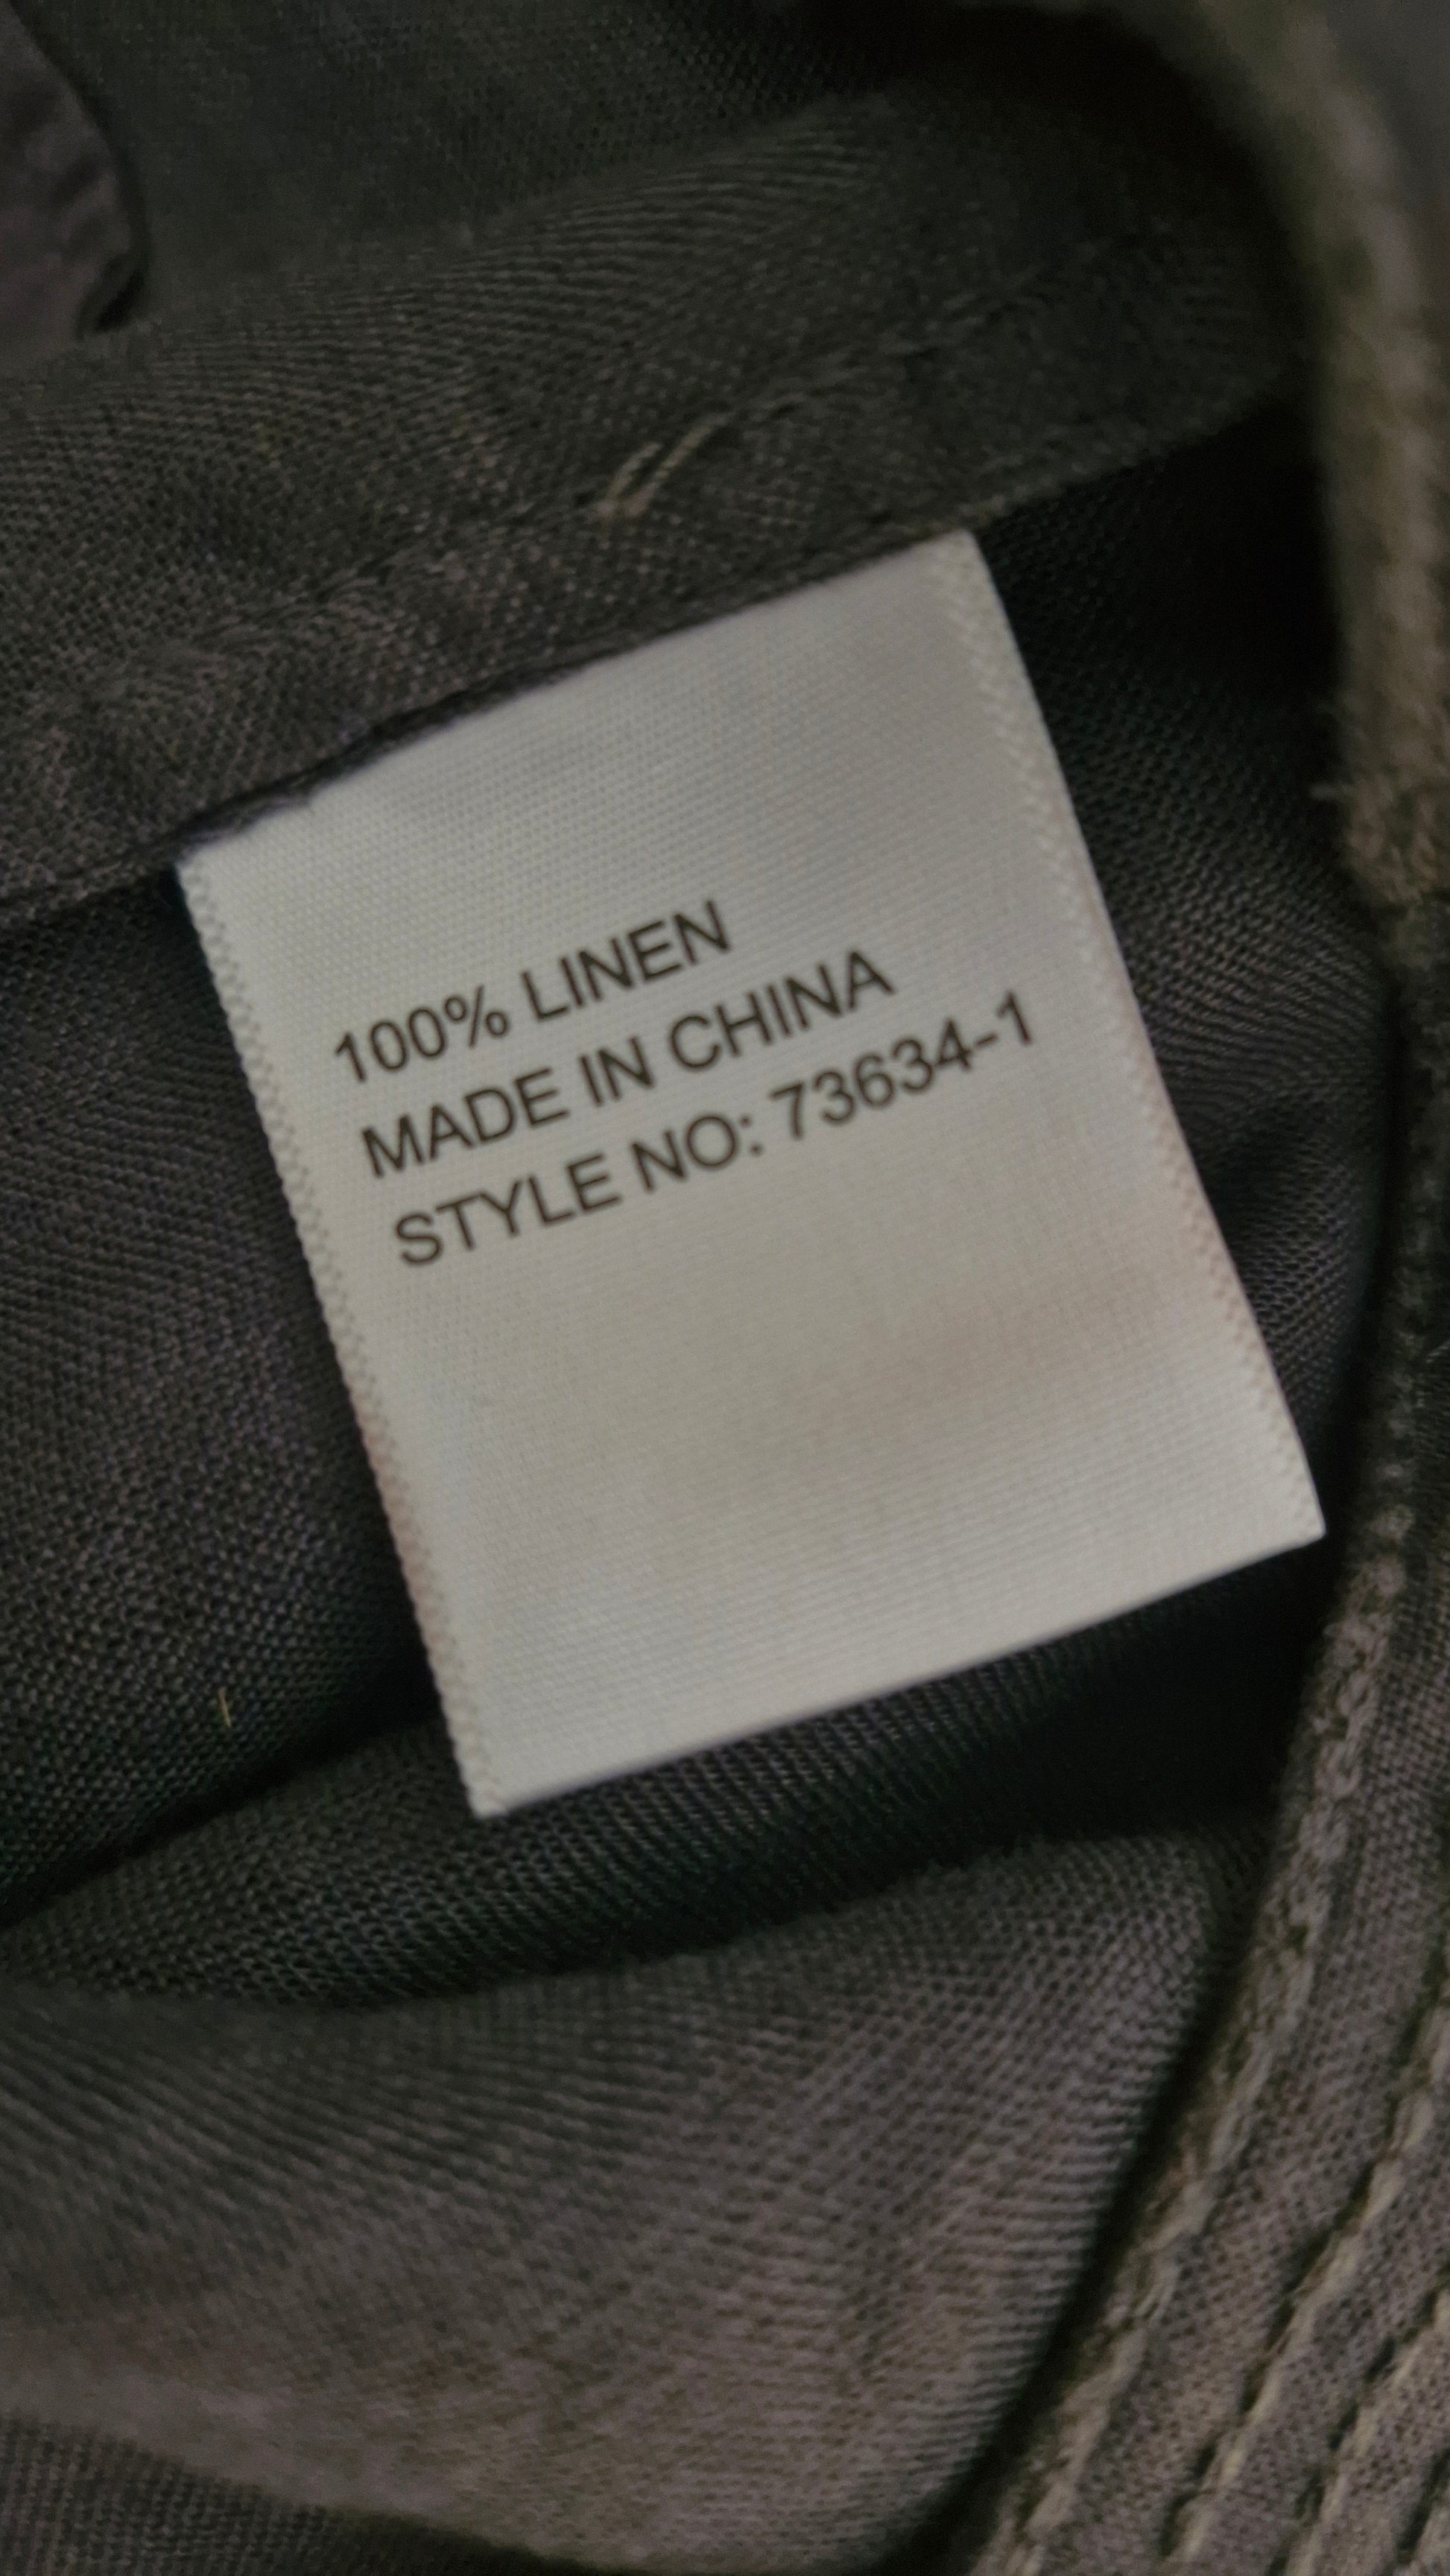 100% LINEN
MADE IN CHINA
STYLE NO: 73634-1